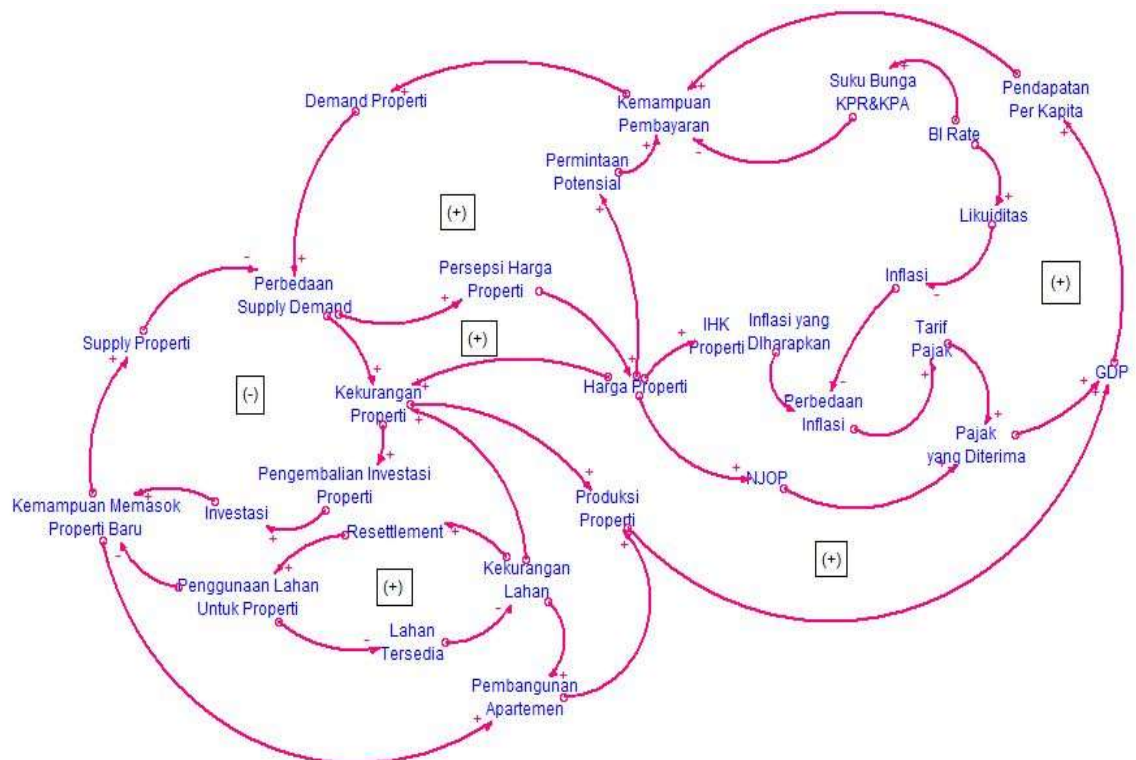 Demand Properti
Kemampuan
Pembayaran
Suku Bunga
KPR&KPA
Pendapatan
Per Kapita
BI Rate
Permintaan
Potensial
Likuiditas
(+)
Perbedaan
Supply Demand
Persepsi Harga
Properti
Inflasi
(+)
Supply Properti
(+)
IHK
Properti
Inflasi yang
DIharapkan
Tarif
Pajak
GDP
(-)
Kekurangan
Properti
Harga Properti
Perbedaan
Inflasi
Pajak
yang Diterima
Pengembalian Investasi
Properti
NJOP
Kemampuan Memasok
Properti Baru
Investasi
Resettlement
Produksi
Properti
(+)
Penggunaan Lahan
Untuk Properti
(+)
Kekurangan
Lahan
Lahan
Tersedia
Pembangunan
Apartemen